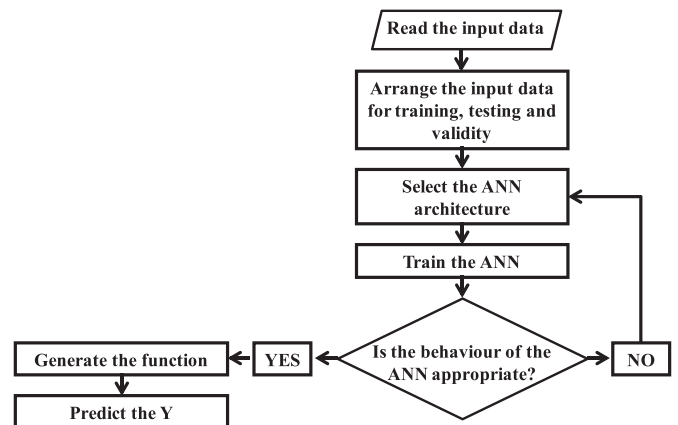 Read the input data
Arrange the input data
for training, testing and
validity
Select the ANN
architecture
Train the ANN
Is the behaviour of the
ANN appropriate?
YES
NO
Generate the function
Predict the Y